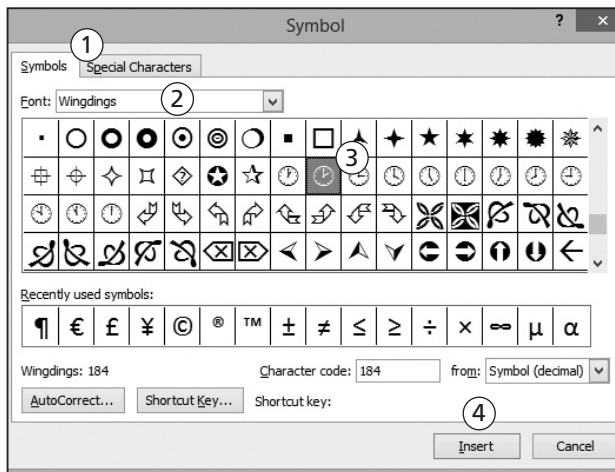 Symbol ? ×
1
Symbols Special Characters
Font: Wingdings 2
3
Recently used symbols:
¶ € £ ¥ © ® ™ ± ≠ ≤ ≥ ÷ × ∞ µ α
Wingdings: 184 Character code: 184 from: Symbol (decimal)
AutoCorrect... Shortcut Key... Shortcut key:
4
Insert Cancel